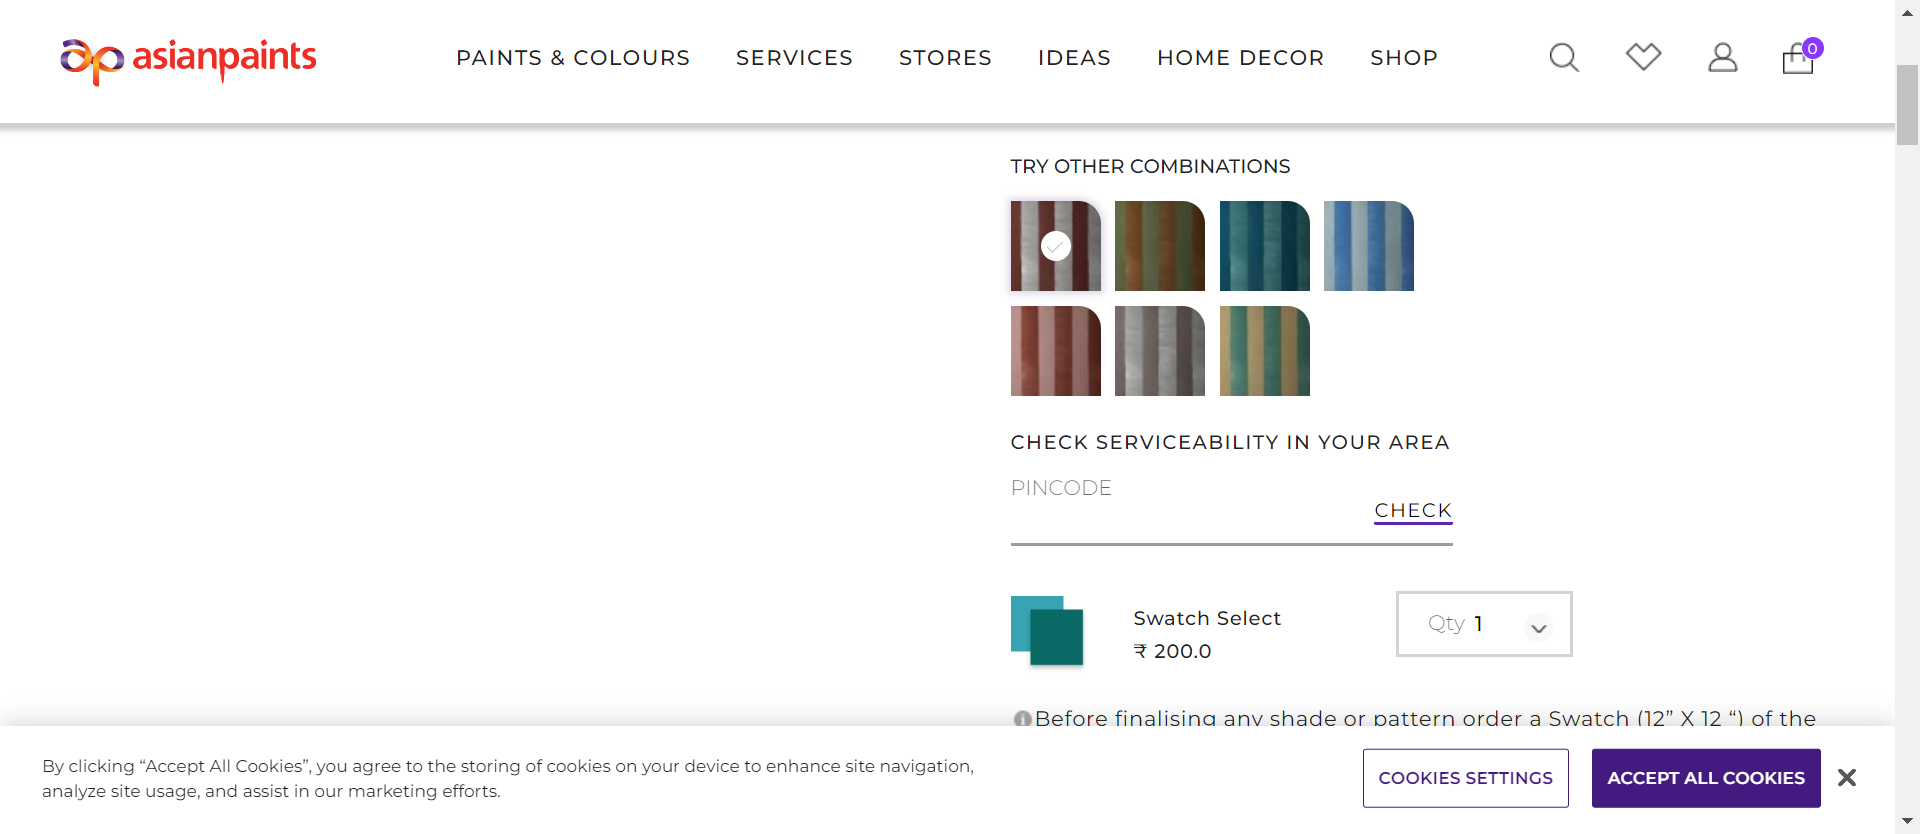 asianpaints
PAINTS & COLOURS SERVICES STORES IDEAS HOME DECOR SHOP
0
TRY OTHER COMBINATIONS
CHECK SERVICEABILITY IN YOUR AREA
PINCODE
CHECK
Swatch Select
₹ 200.0
Qty 1
Before finalising any shade or pattern order a Swatch (12” X 12 “) of the
By clicking “Accept All Cookies”, you agree to the storing of cookies on your device to enhance site navigation,
analyze site usage, and assist in our marketing efforts.
COOKIES SETTINGS
ACCEPT ALL COOKIES